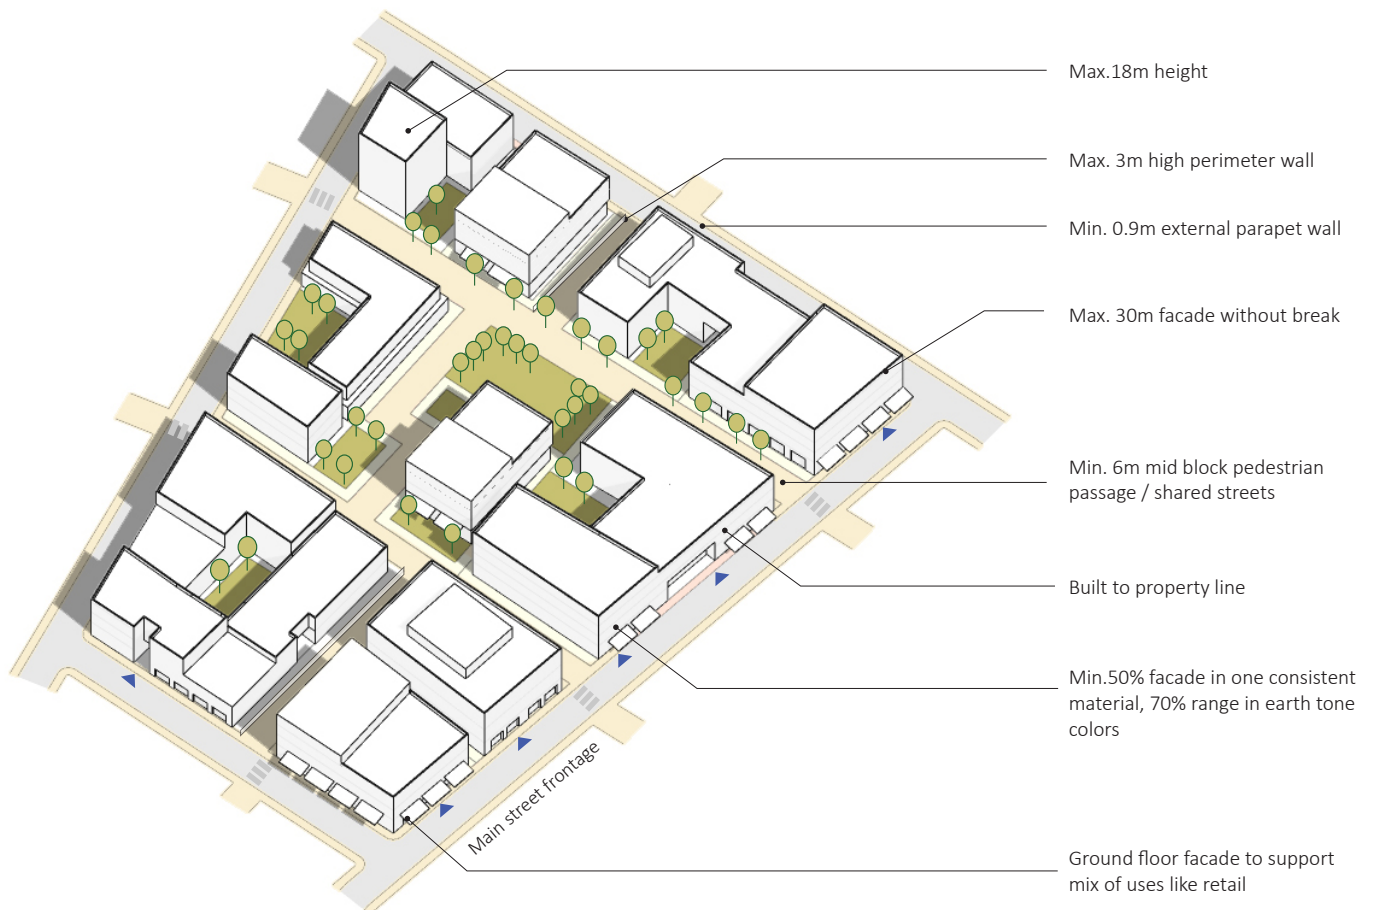 Max.18m height
Max. 3m high perimeter wall
Min. 0.9m external parapet wall
Max. 30m facade without break
Min. 6m mid block pedestrian
passage / shared streets
Built to property line
Min.50% facade in one consistent
material, 70% range in earth tone
colors
Main street frontage
Ground floor facade to support
mix of uses like retail